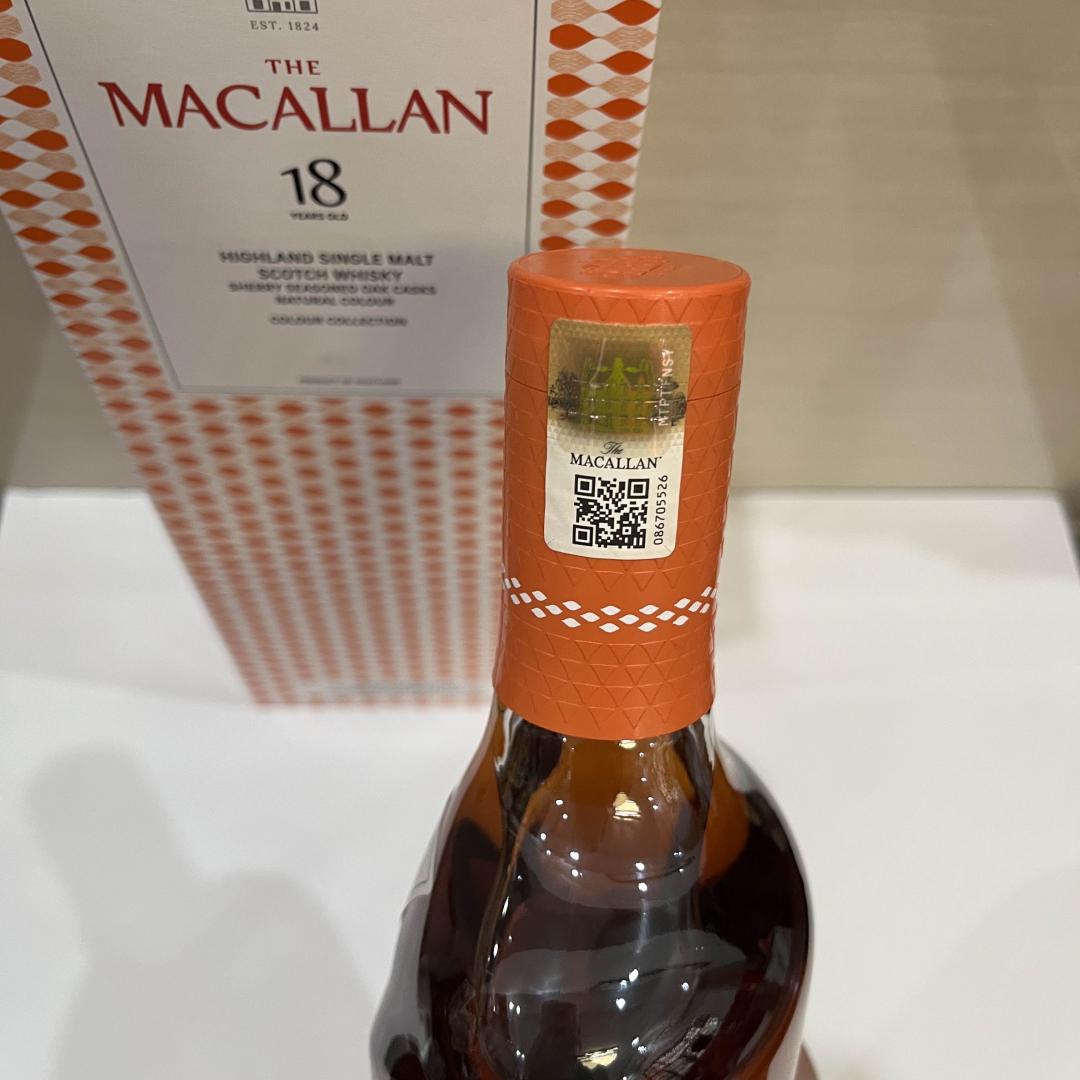 EST. 1824
THE
MACALLAN
18
YEARS OLD
HIGHLAND SINGLE MALT
SCOTCH WHISKY
SHERRY SEASONED OAK CASKS
NATURAL COLOUR
COLOUR COLLECTION
The
MACALLAN
086705526